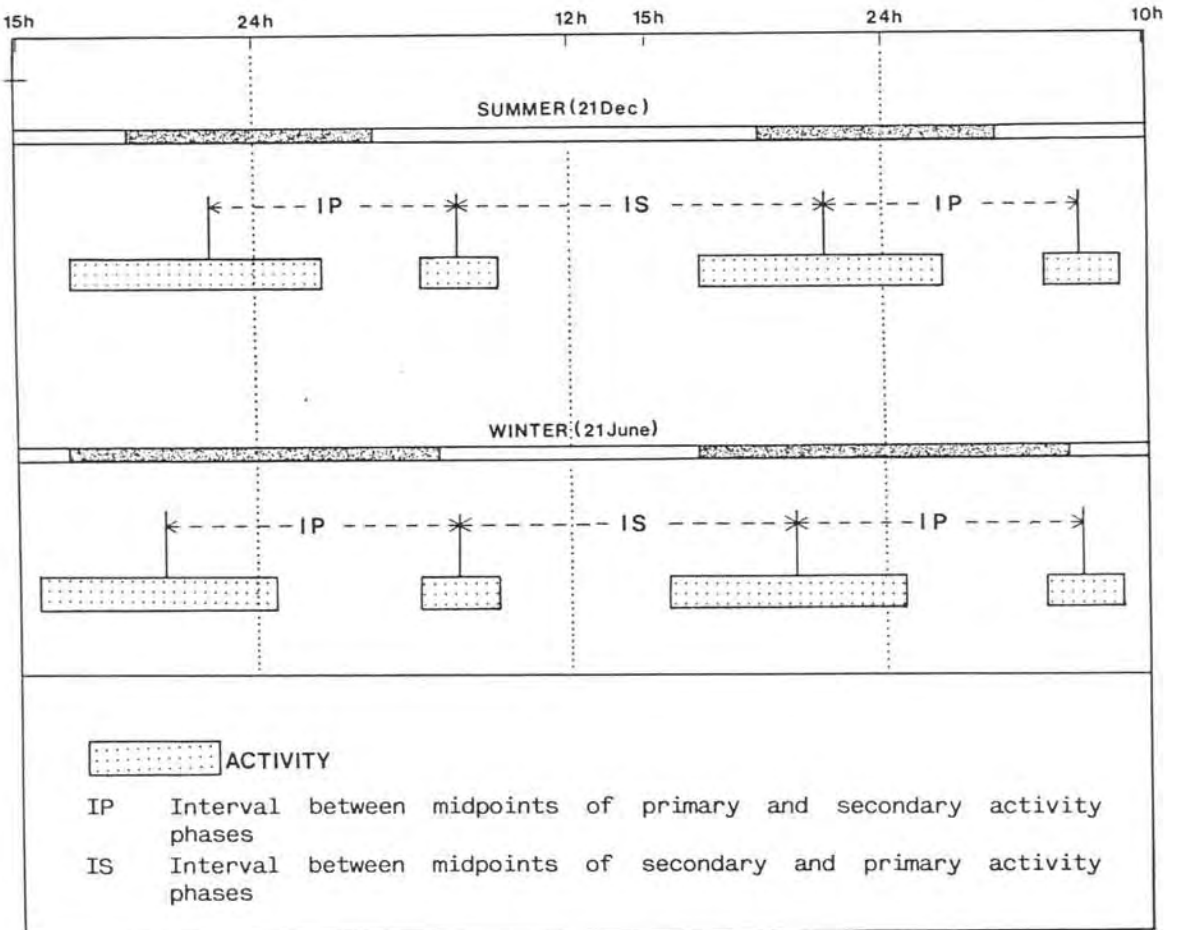 15h 24h 12h 15h 24h 10h
SUMMER (21Dec)
IP IS IP
WINTER (21June)
IP IS IP
ACTIVITY
IP Interval between midpoints of primary and secondary activity
phases
IS Interval between midpoints of secondary and primary activity
phases